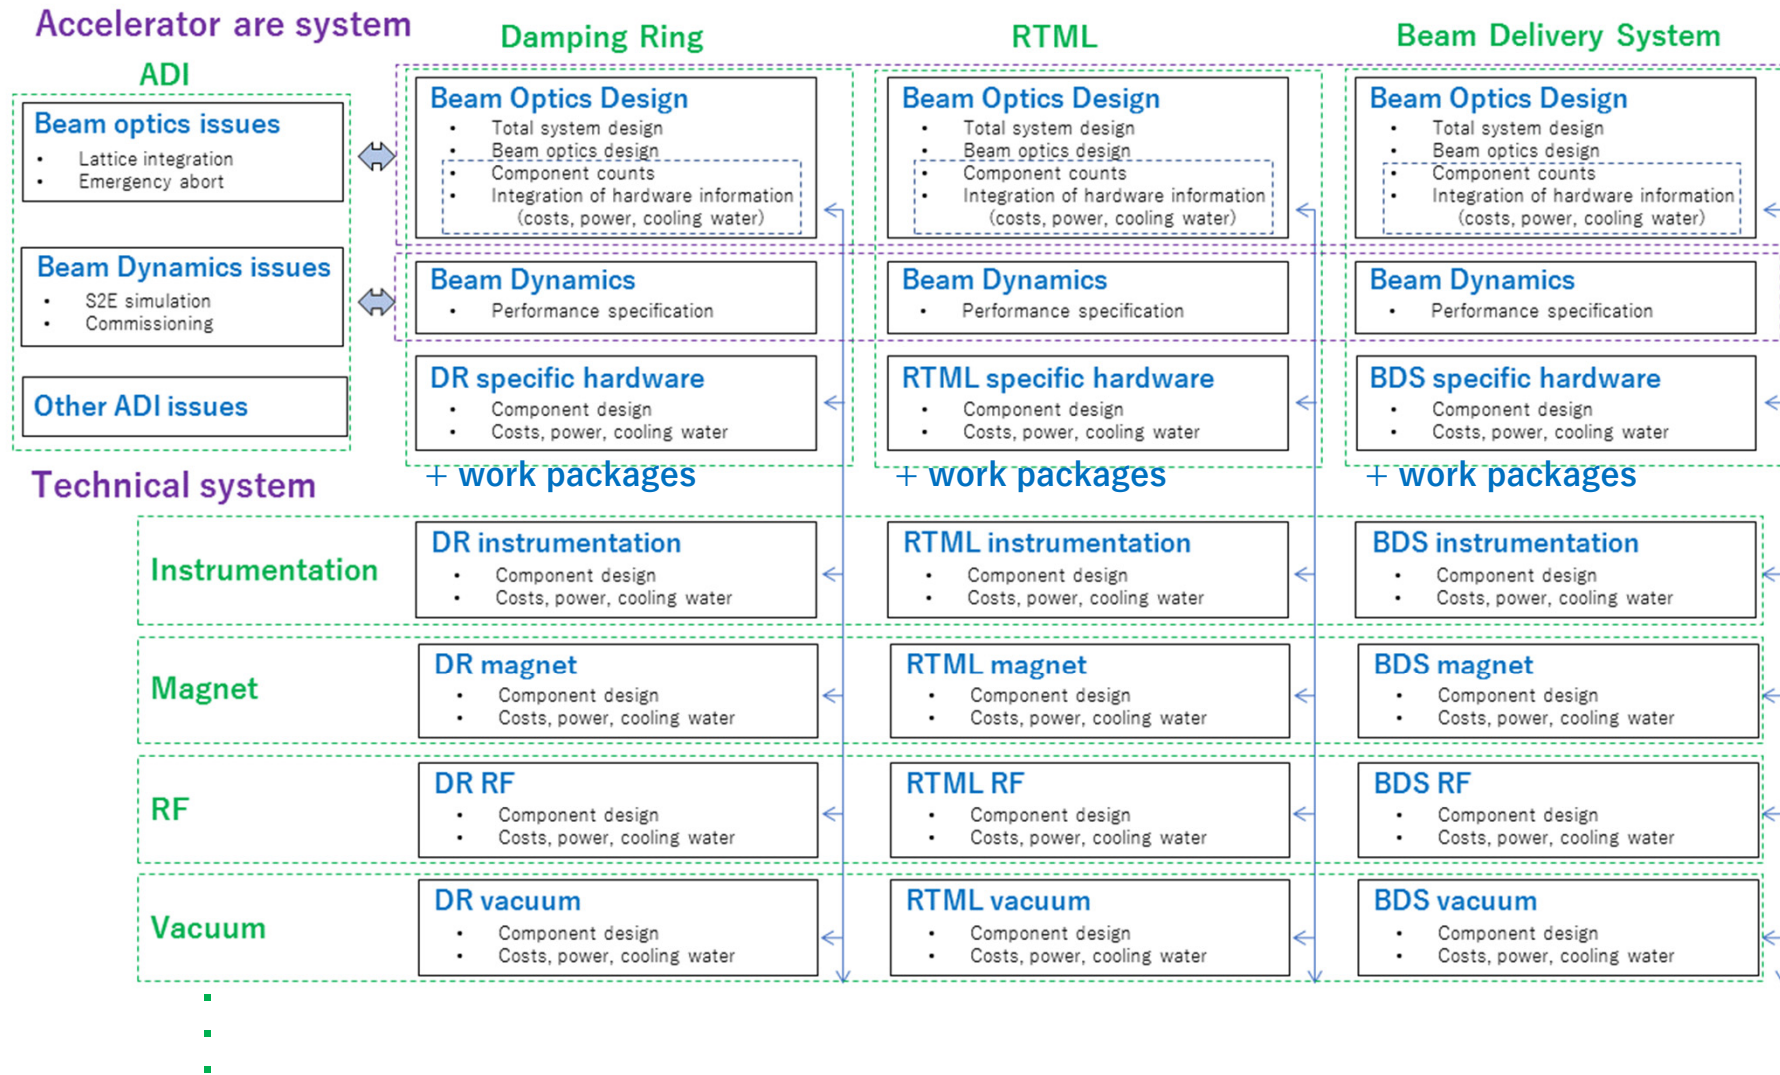 Accelerator are system
Damping Ring
RTML
Beam Delivery System
ADI
Beam optics issues
• Lattice integration
• Emergency abort
Beam Dynamics issues
• S2E simulation
• Commissioning
Other ADI issues
Beam Optics Design
• Total system design
• Beam optics design
• Component counts
• Integration of hardware information
(costs, power, cooling water)
Beam Dynamics
• Performance specification
DR specific hardware
• Component design
• Costs, power, cooling water
+ work packages
Beam Optics Design
• Total system design
• Beam optics design
• Component counts
• Integration of hardware information
(costs, power, cooling water)
Beam Dynamics
• Performance specification
RTML specific hardware
• Component design
• Costs, power, cooling water
+ work packages
Beam Optics Design
• Total system design
• Beam optics design
• Component counts
• Integration of hardware information
(costs, power, cooling water)
Beam Dynamics
• Performance specification
BDS specific hardware
• Component design
• Costs, power, cooling water
+ work packages
Technical system
Instrumentation
DR instrumentation
• Component design
• Costs, power, cooling water
RTML instrumentation
• Component design
• Costs, power, cooling water
BDS instrumentation
• Component design
• Costs, power, cooling water
Magnet
DR magnet
• Component design
• Costs, power, cooling water
RTML magnet
• Component design
• Costs, power, cooling water
BDS magnet
• Component design
• Costs, power, cooling water
RF
DR RF
• Component design
• Costs, power, cooling water
RTML RF
• Component design
• Costs, power, cooling water
BDS RF
• Component design
• Costs, power, cooling water
Vacuum
DR vacuum
• Component design
• Costs, power, cooling water
RTML vacuum
• Component design
• Costs, power, cooling water
BDS vacuum
• Component design
• Costs, power, cooling water